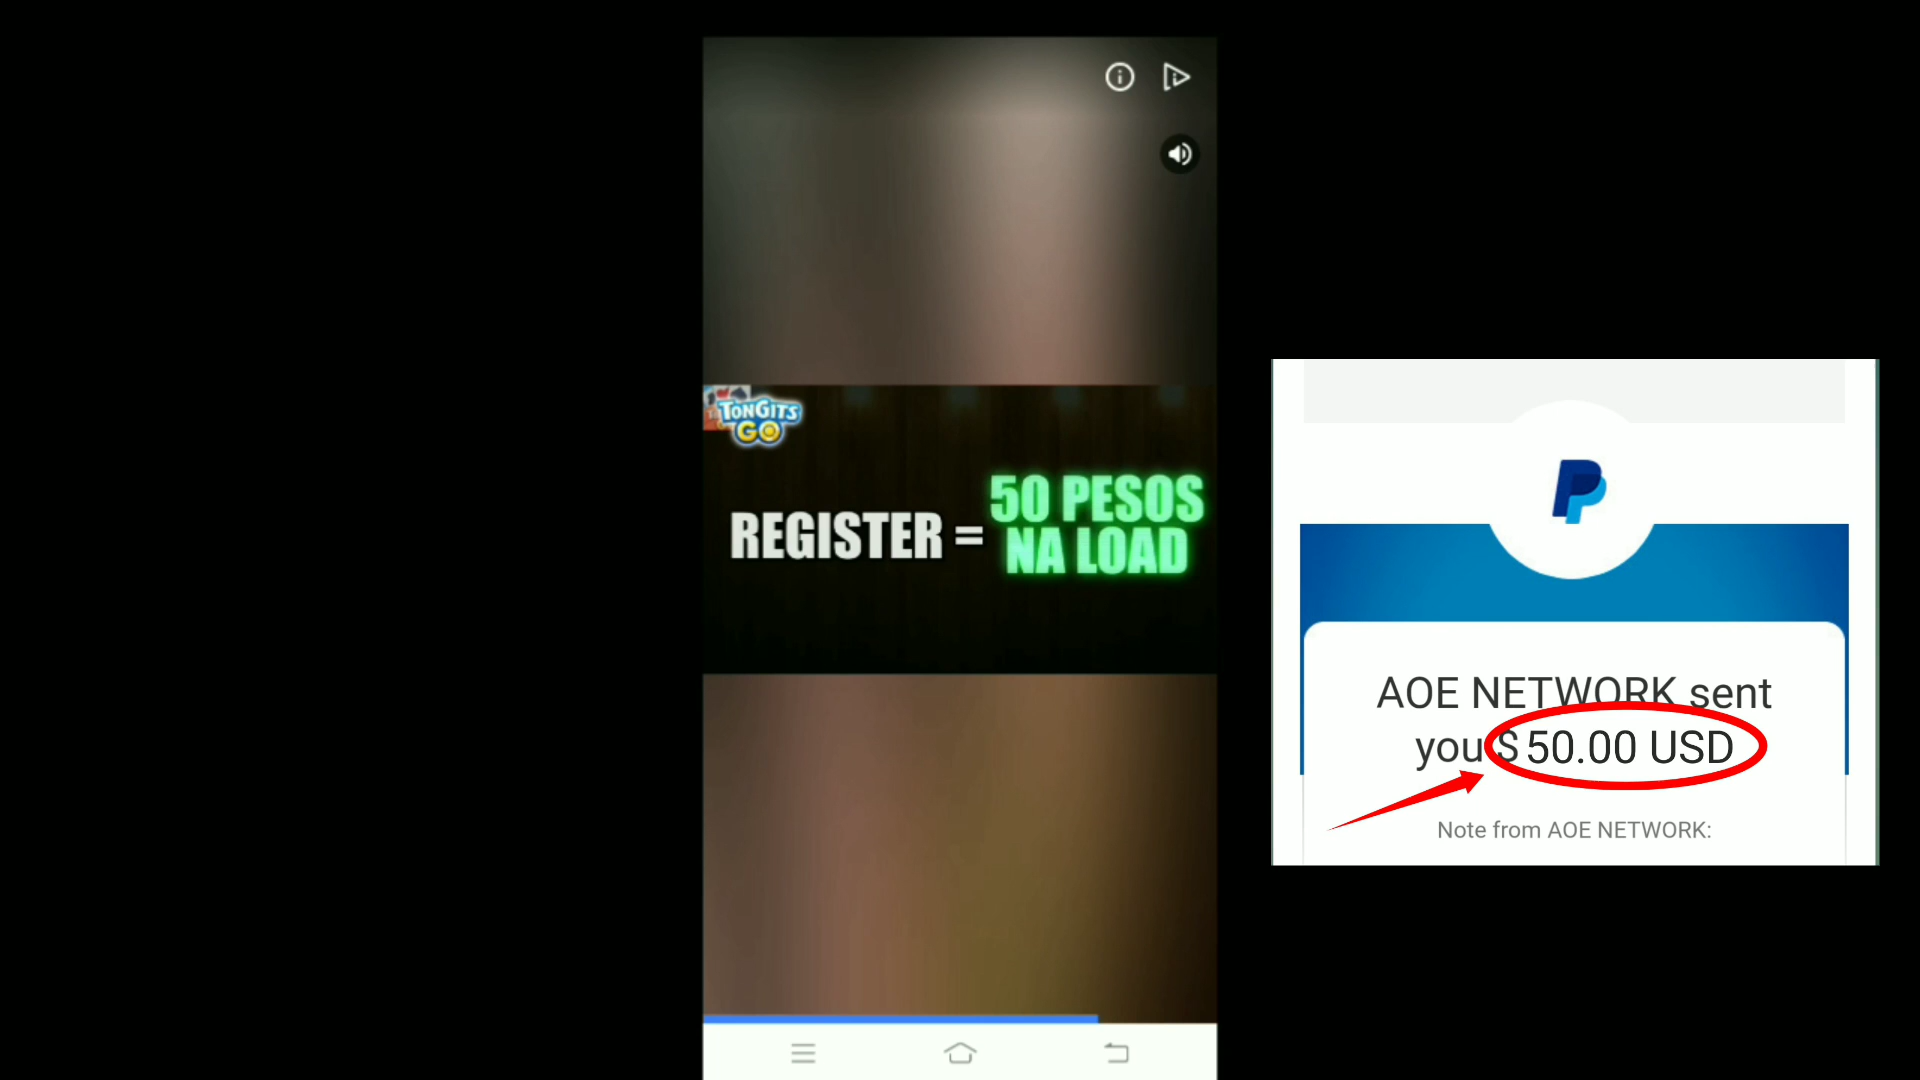 TONGITS
GO
REGISTER =
50 PESOS
NA LOAD
AOE NETWORK sent
you $50.00 USD
Note from AOE NETWORK: